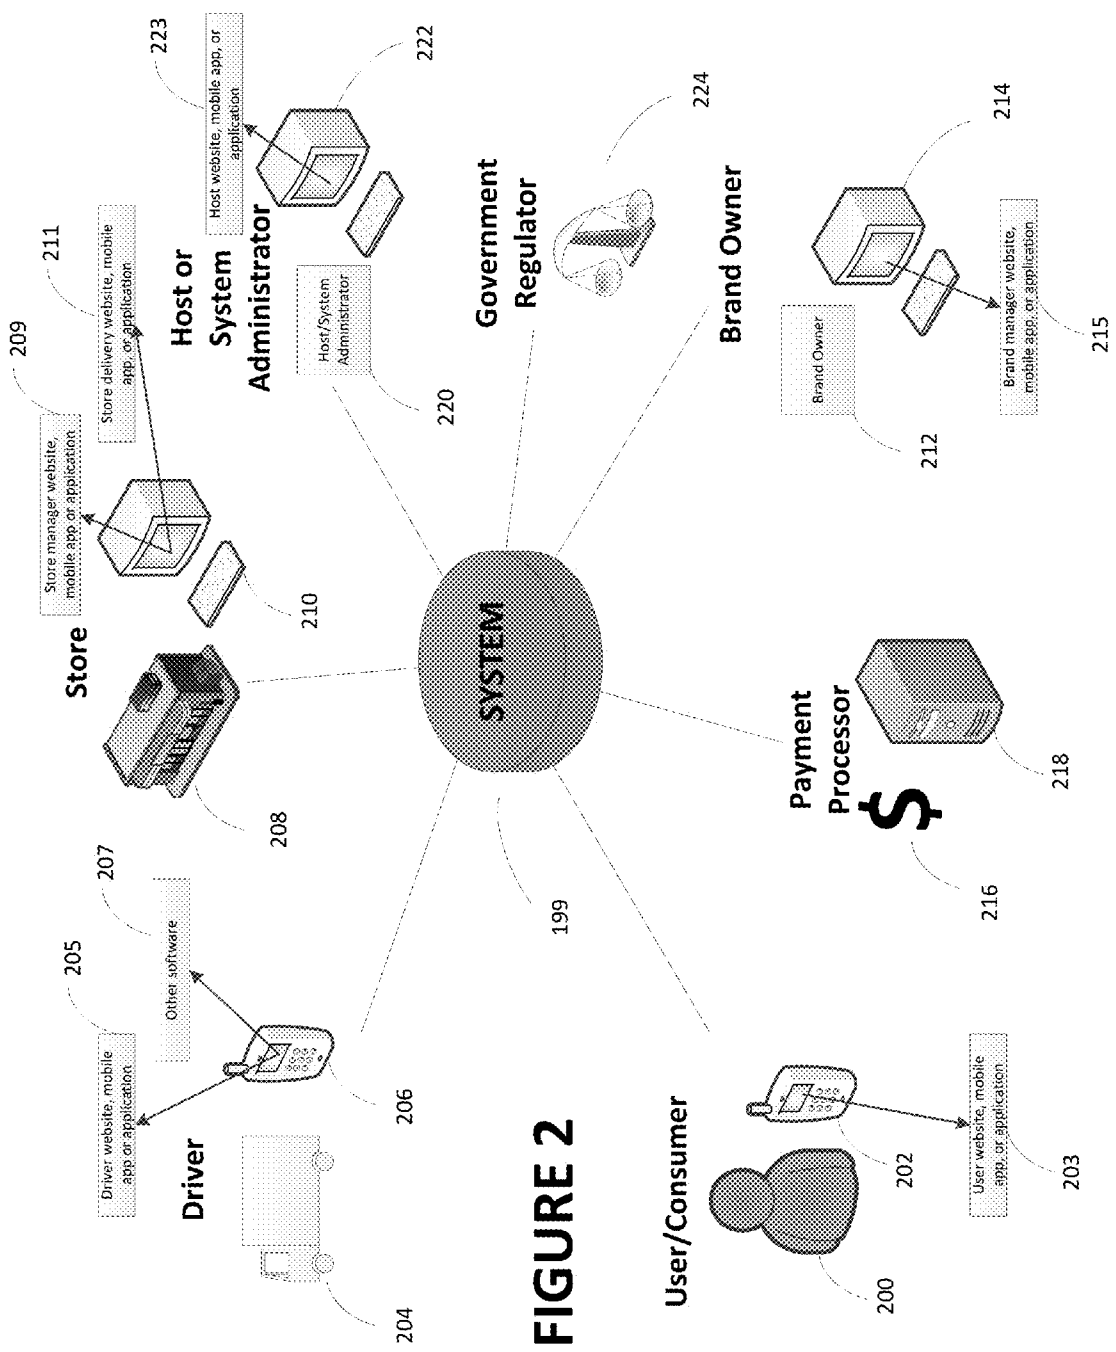 205
207
Driver website, mobile
app or application
Other software
Driver
204
206
209
211
Store manager website,
mobile app or application
Store delivery website, mobile
app, or application
Store
208
210
223
Host website, mobile app, or
application
222
Host or
System
Administrator
Host/System
Administrator
220
SYSTEM
199
Government
Regulator
224
FIGURE 2
User/Consumer
200
202
User website, mobile
app, or application
203
Payment
Processor
$
216
218
Brand Owner
Brand Owner
212
214
Brand manager website,
mobile app, or application
215